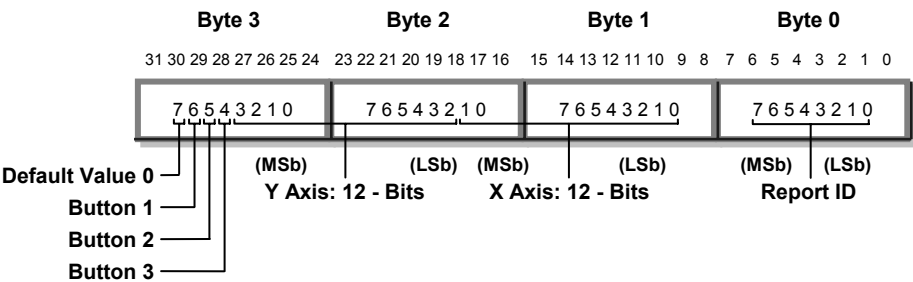 Byte 3 Byte 2 Byte 1 Byte 0
31 30 29 28 27 26 25 24 23 22 21 20 19 18 17 16 15 14 13 12 11 10 9 8 7 6 5 4 3 2 1 0
7 6 5 4 3 2 1 0 7 6 5 4 3 2 1 0 7 6 5 4 3 2 1 0 7 6 5 4 3 2 1 0
(MSb) (LSb) (MSb) (LSb) (MSb) (LSb)
Default Value 0 Y Axis: 12 - Bits X Axis: 12 - Bits Report ID
Button 1
Button 2
Button 3